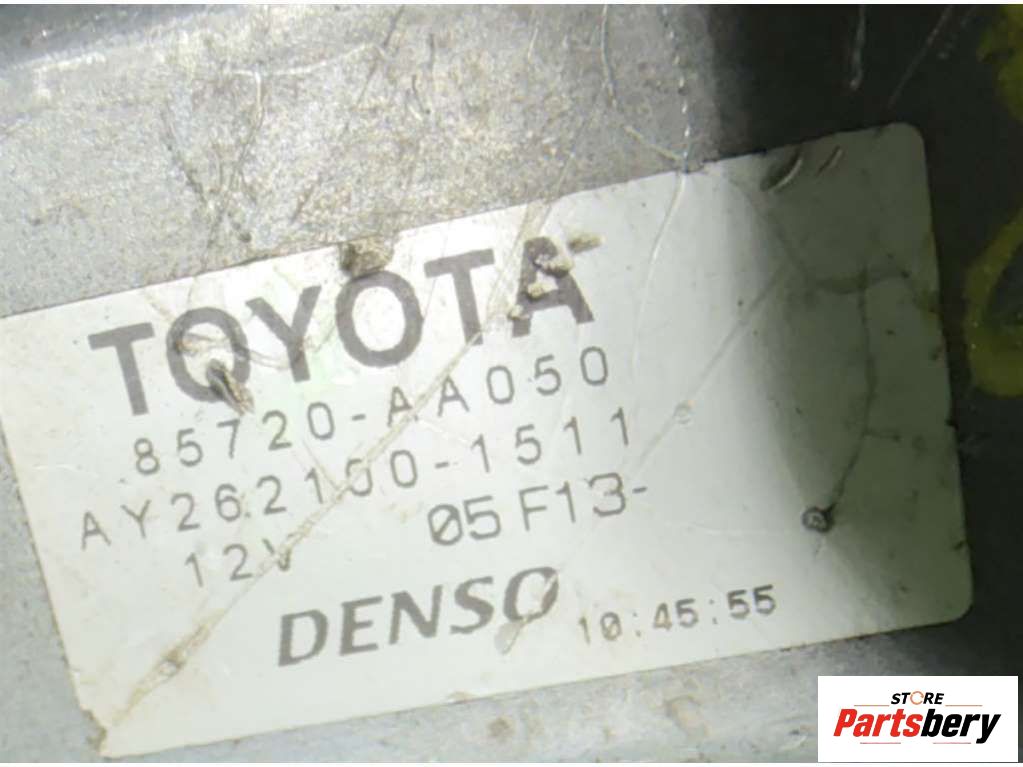 TOYOTA
85720-AA050
AY262100-1511
12V 05F13-
DENSO 10:45:55
STORE
Partsbery